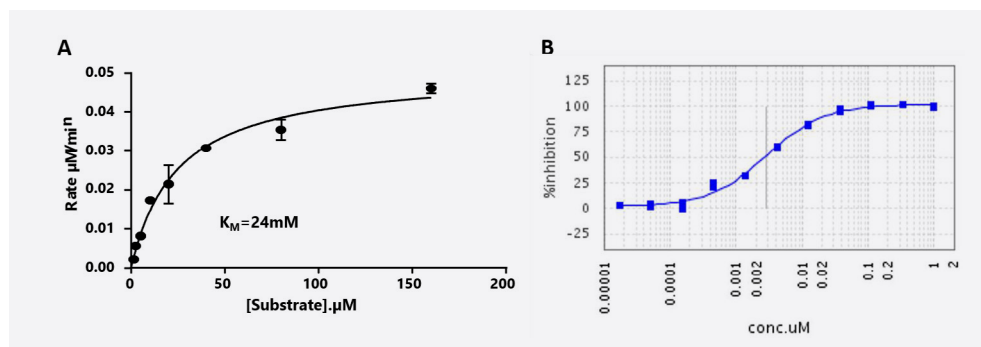 A
0.05
0.04
0.03
0.02
0.01
0.00
Rate µM/min
K_M=24mM
0 50 100 150 200
[Substrate].µM
B
125
100
75
50
25
0
-25
%inhibition
0.00001 0.0001 0.001 0.002 0.01 0.02 0.1 0.2 1 2
conc.uM